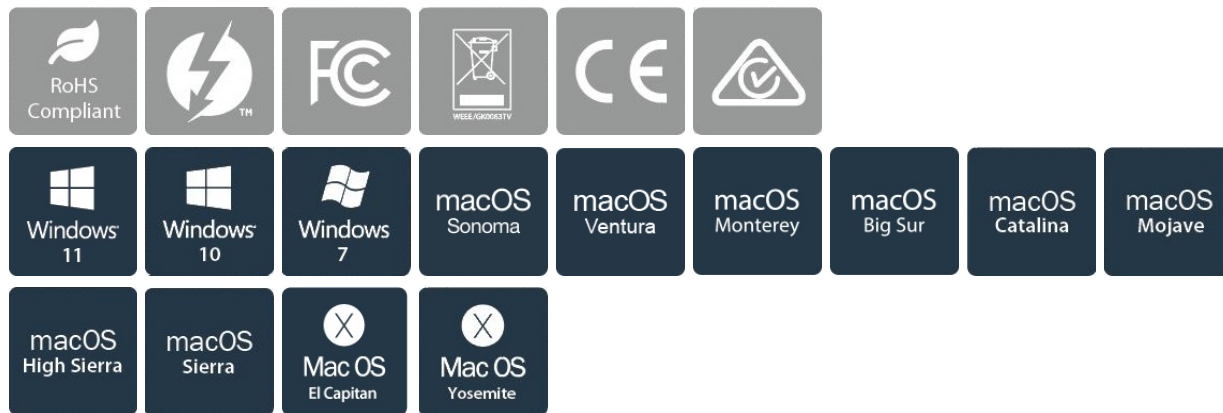 RoHS
Compliant
TM
FC
WEEE/GK0063TV
CE
Windows
11
Windows
10
Windows
7
macOS
Sonoma
macOS
Ventura
macOS
Monterey
macOS
Big Sur
macOS
Catalina
macOS
Mojave
macOS
High Sierra
macOS
Sierra
X
Mac OS
El Capitan
X
Mac OS
Yosemite